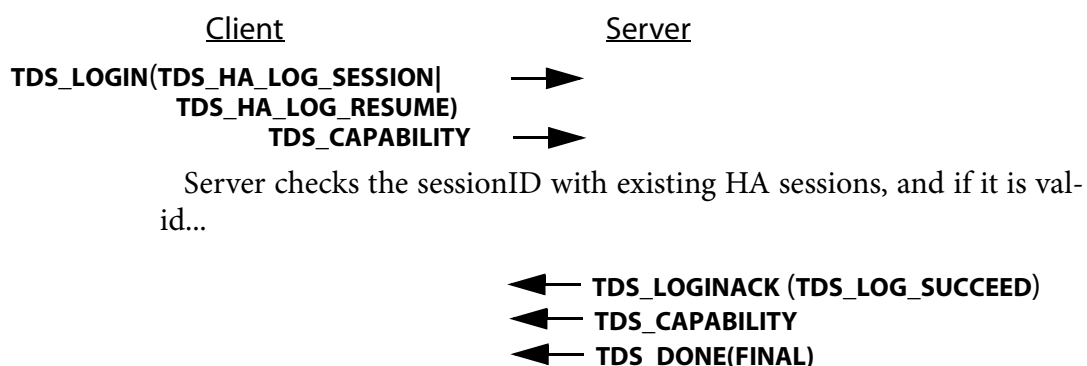 Client Server
TDS_LOGIN(TDS_HA_LOG_SESSION|
TDS_HA_LOG_RESUME)
TDS_CAPABILITY
Server checks the sessionID with existing HA sessions, and if it is val-
id...
TDS_LOGINACK (TDS_LOG_SUCCEED)
TDS_CAPABILITY
TDS_DONE(FINAL)